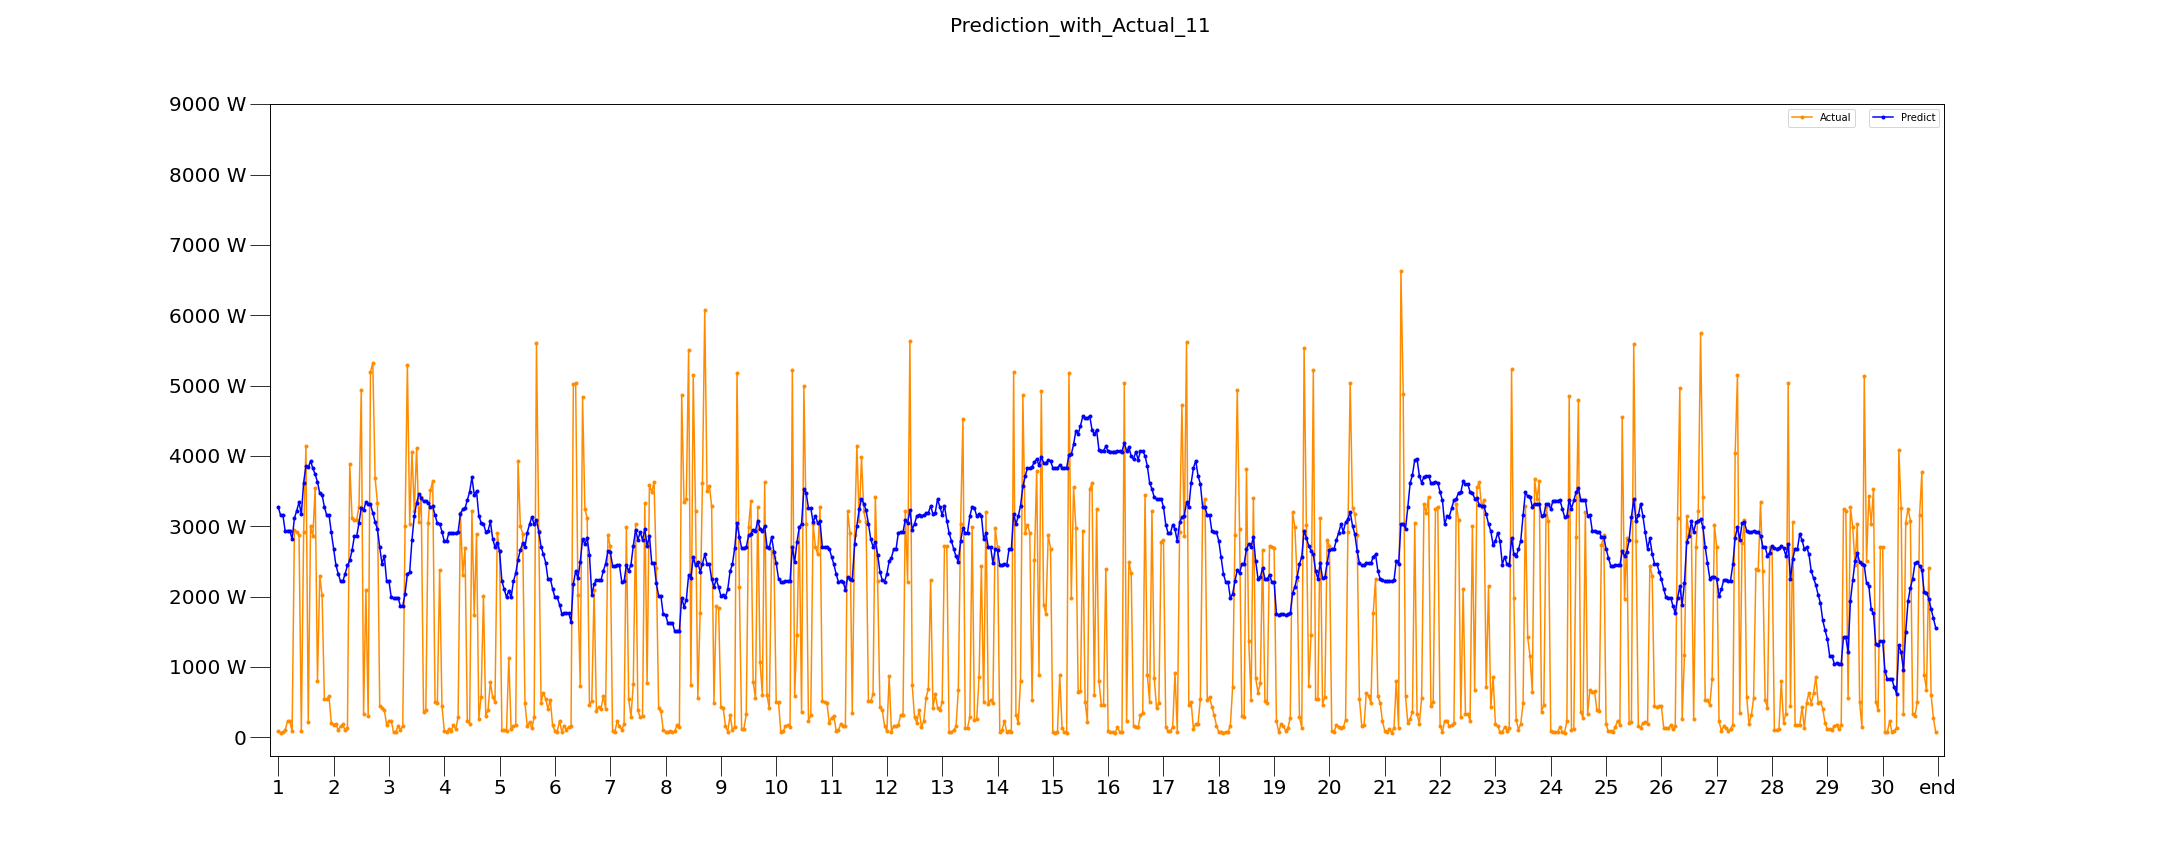 Prediction_with_Actual_11
Actual Predict
9000 W
8000 W
7000 W
6000 W
5000 W
4000 W
3000 W
2000 W
1000 W
0
1 2 3 4 5 6 7 8 9 10 11 12 13 14 15 16 17 18 19 20 21 22 23 24 25 26 27 28 29 30 end